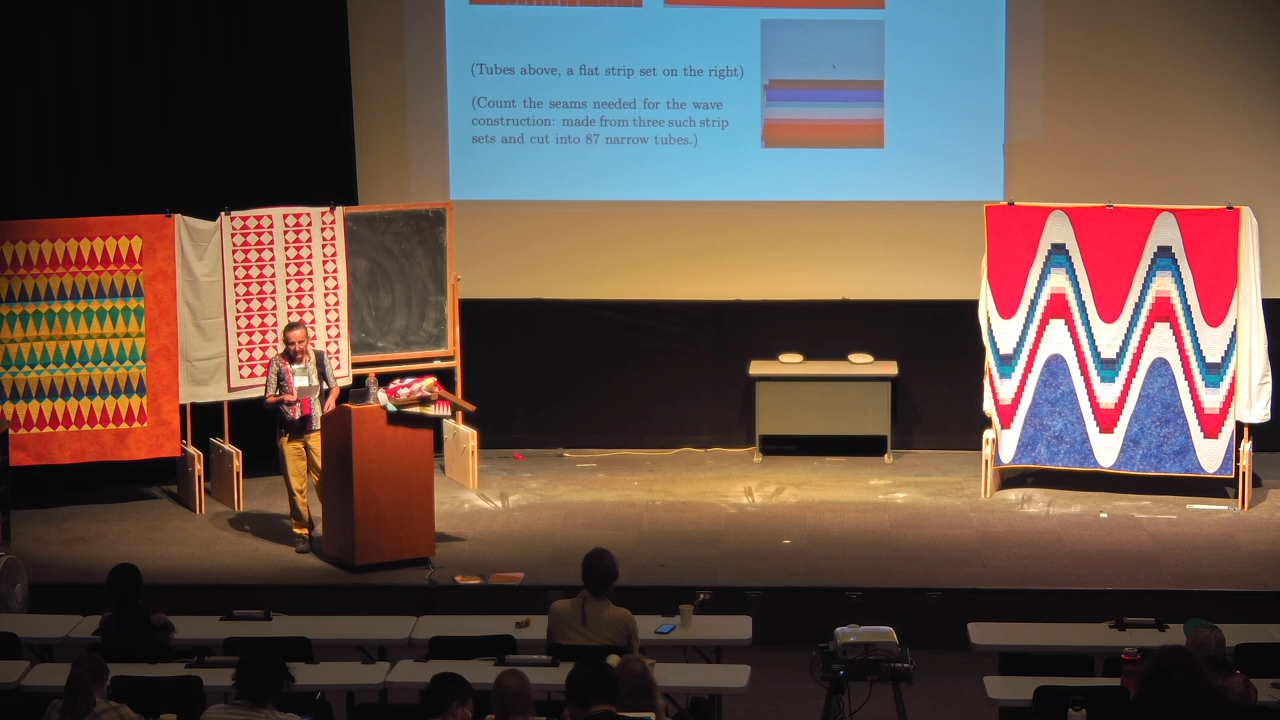 (Tubes above, a flat strip set on the right)
(Count the seams needed for the wave
construction: made from three such strip
sets and cut into 87 narrow tubes.)